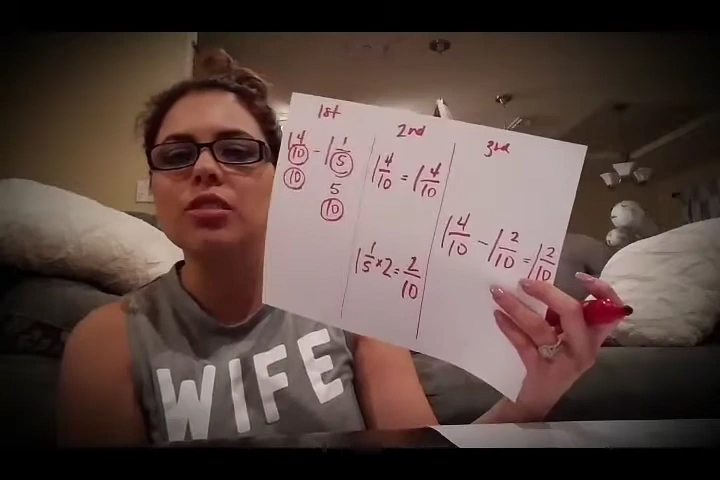 1st
1 4/10 - 1 1/5
10 5
10
2nd
1 4/10 = 1 4/10
1 1/5 × 2 = 2/10
3rd
1 4/10 - 1 2/10 = 1 2/10
WIFE